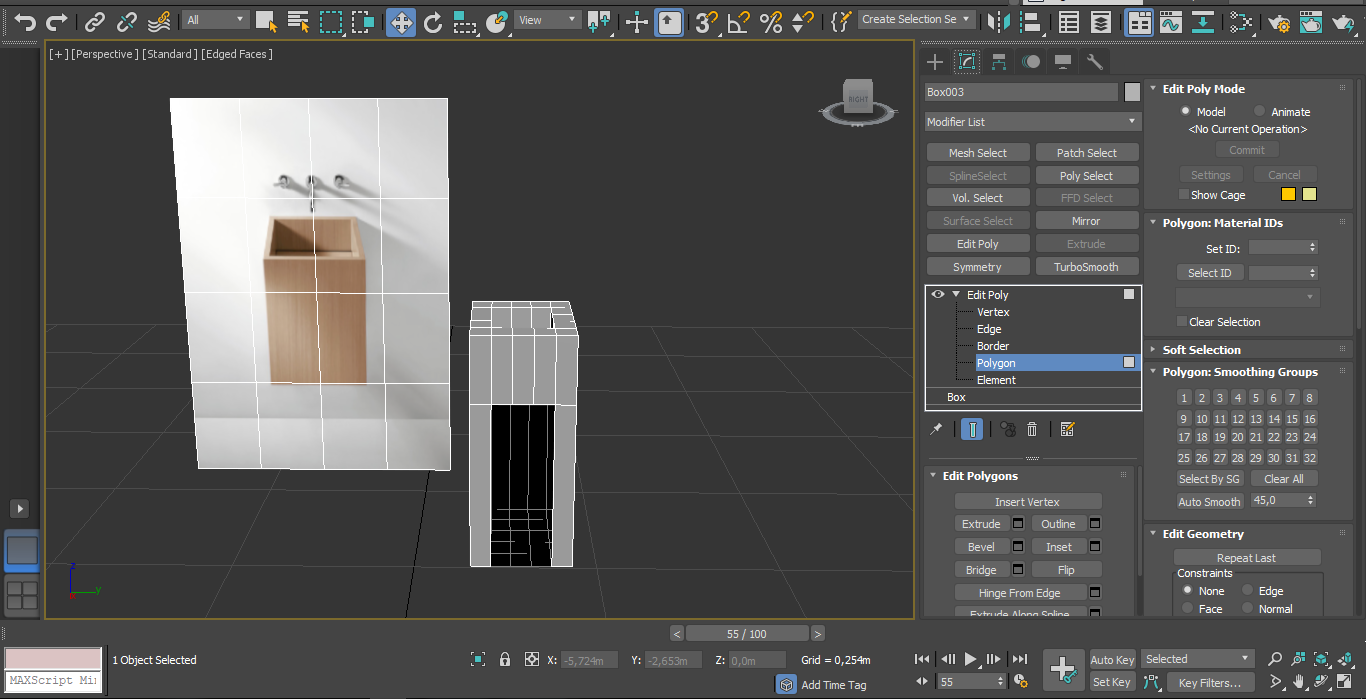 All
View
3
Create Selection Se
[+] [Perspective] [Standard] [Edged Faces]
RIGHT
z
y
Box003
Modifier List
Mesh Select
Patch Select
SplineSelect
Poly Select
Vol. Select
FFD Select
Surface Select
Mirror
Edit Poly
Extrude
Symmetry
TurboSmooth
Edit Poly
Vertex
Edge
Border
Polygon
Element
Box
Edit Polygons
Insert Vertex
Extrude
Outline
Bevel
Inset
Bridge
Flip
Hinge From Edge
Extrude Along Spline
Edit Poly Mode
Model
Animate
<No Current Operation>
Commit
Settings
Cancel
Show Cage
Polygon: Material IDs
Set ID:
Select ID
Clear Selection
Soft Selection
Polygon: Smoothing Groups
1 2 3 4 5 6 7 8
9 10 11 12 13 14 15 16
17 18 19 20 21 22 23 24
25 26 27 28 29 30 31 32
Select By SG
Clear All
Auto Smooth
45,0
Edit Geometry
Repeat Last
Constraints
None
Edge
Face
Normal
<
55 / 100
>
1 Object Selected
MAXScript Mi
X: -5,724m
Y: -2,653m
Z: 0,0m
Grid = 0,254m
Add Time Tag
55
Auto Key
Selected
Set Key
Key Filters...